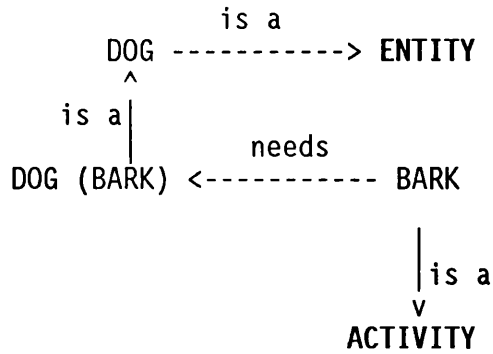 is a
DOG -----------> ENTITY
^
is a|
needs
DOG (BARK) <------------ BARK
|is a
v
ACTIVITY